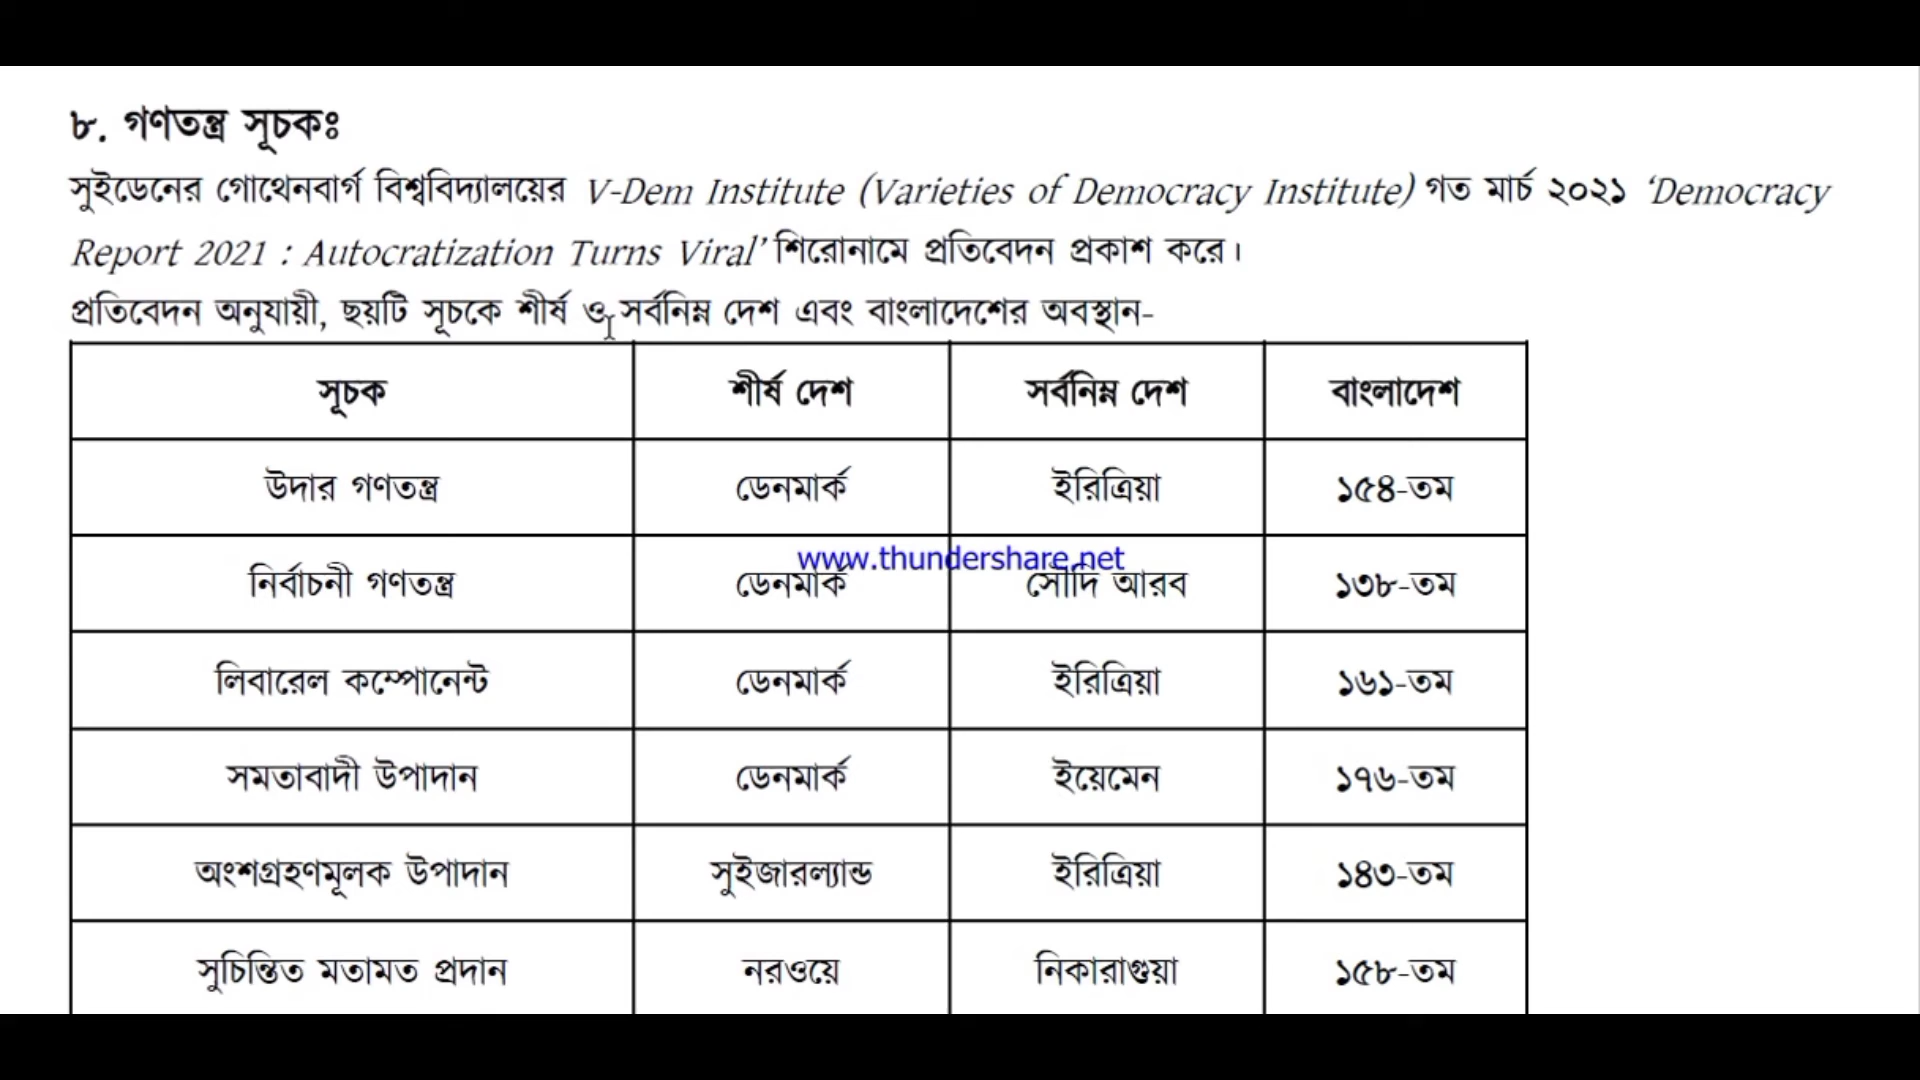 ৮. গণতন্ত্র সূচকঃ
সুইডেনের গোথেনবার্গ বিশ্ববিদ্যালয়ের V-Dem Institute (Varieties of Democracy Institute) গত মার্চ ২০২১ ‘Democracy
Report 2021 : Autocratization Turns Viral’ শিরোনামে প্রতিবেদন প্রকাশ করে।
প্রতিবেদন অনুযায়ী, ছয়টি সূচকে শীর্ষ ও সর্বনিম্ন দেশ এবং বাংলাদেশের অবস্থান-
সূচক শীর্ষ দেশ সর্বনিম্ন দেশ বাংলাদেশ
উদার গণতন্ত্র ডেনমার্ক ইরিত্রিয়া ১৫৪-তম
www.thundershare.net
নির্বাচনী গণতন্ত্র ডেনমার্ক সৌদি আরব ১৩৮-তম
লিবারেল কম্পোনেন্ট ডেনমার্ক ইরিত্রিয়া ১৬১-তম
সমতাবাদী উপাদান ডেনমার্ক ইয়েমেন ১৭৬-তম
অংশগ্রহণমূলক উপাদান সুইজারল্যান্ড ইরিত্রিয়া ১৪৩-তম
সুচিন্তিত মতামত প্রদান নরওয়ে নিকারাগুয়া ১৫৮-তম